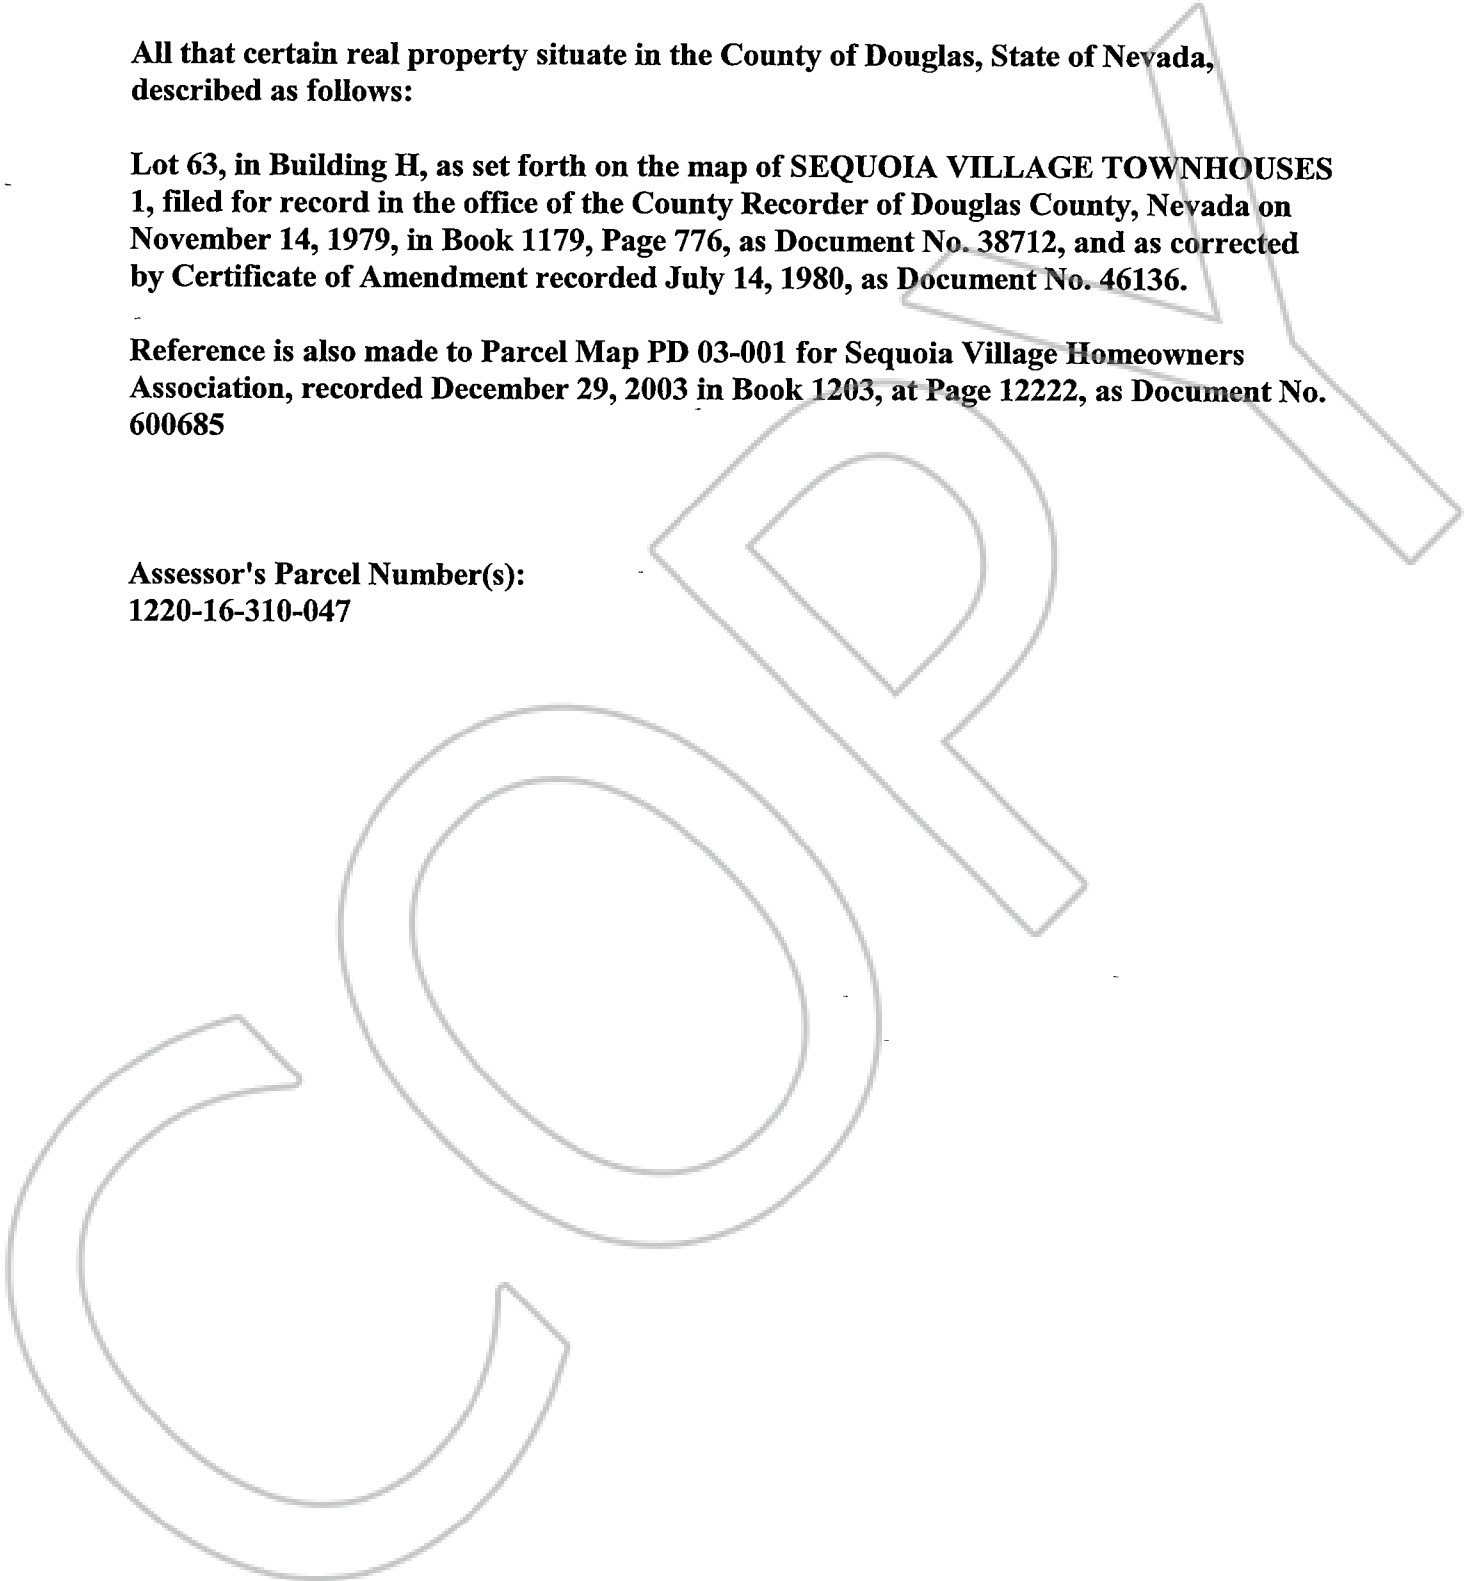 All that certain real property situate in the County of Douglas, State of Nevada,
described as follows:
Lot 63, in Building H, as set forth on the map of SEQUOIA VILLAGE TOWNHOUSES
1, filed for record in the office of the County Recorder of Douglas County, Nevada on
November 14, 1979, in Book 1179, Page 776, as Document No. 38712, and as corrected
by Certificate of Amendment recorded July 14, 1980, as Document No. 46136.
Reference is also made to Parcel Map PD 03-001 for Sequoia Village Homeowners
Association, recorded December 29, 2003 in Book 1203, at Page 12222, as Document No.
600685
Assessor's Parcel Number(s):
1220-16-310-047
COPY